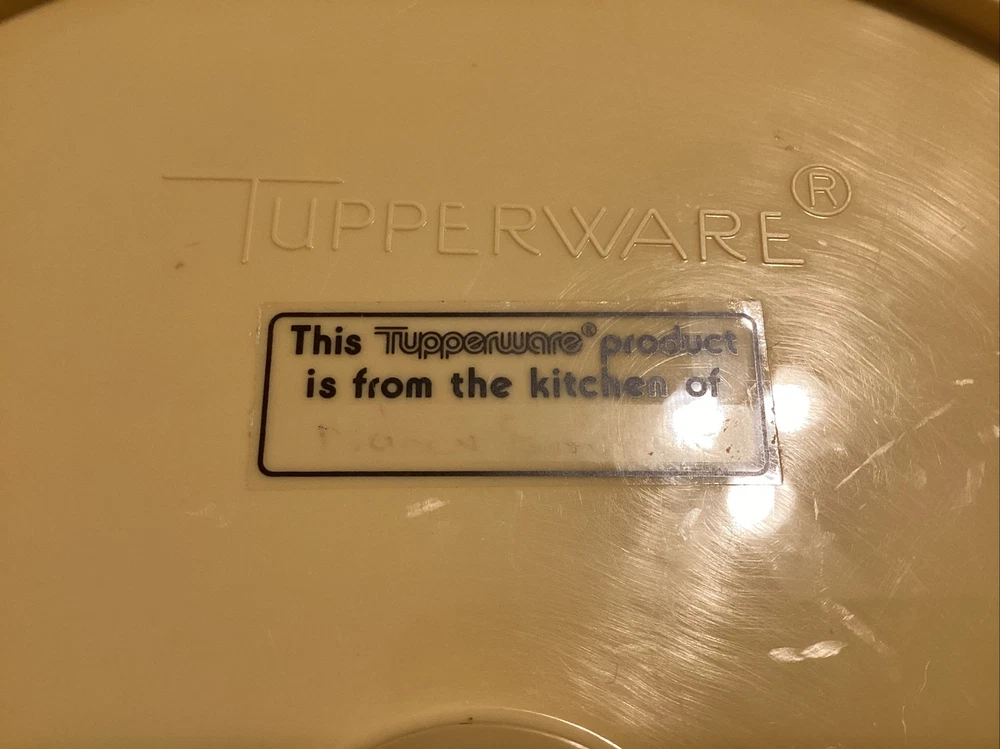 TUPPERWARE®
This Tupperware® product
is from the kitchen of